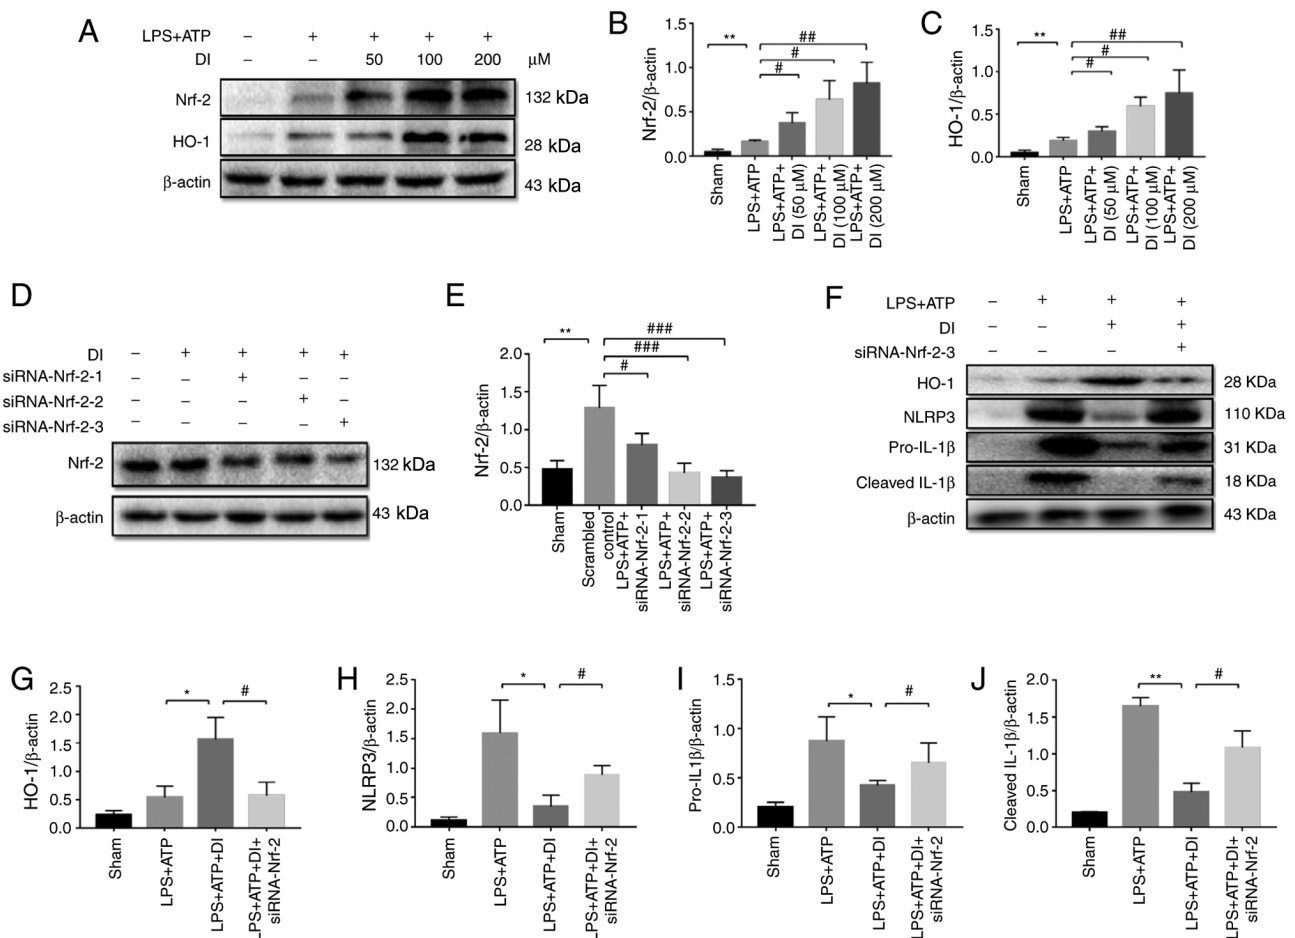 A
LPS+ATP – + + + +
DI – – 50 100 200 μM
Nrf-2 132 kDa
HO-1 28 kDa
β-actin 43 kDa
B
Nrf-2/β-actin
1.5
1.0
0.5
0.0
** # # ##
Sham
LPS+ATP
LPS+ATP+
DI (50 μM)
LPS+ATP+
DI (100 μM)
LPS+ATP+
DI (200 μM)
C
HO-1/β-actin
1.5
1.0
0.5
0.0
** # # ##
Sham
LPS+ATP
LPS+ATP+
DI (50 μM)
LPS+ATP+
DI (100 μM)
LPS+ATP+
DI (200 μM)
D
DI – + + + +
siRNA-Nrf-2-1 – – +
siRNA-Nrf-2-2 – – +
siRNA-Nrf-2-3 – – +
Nrf-2 132 kDa
β-actin 43 kDa
E
Nrf-2/β-actin
2.0
1.5
1.0
0.5
0.0
** # ### ###
Sham
Scrambled
control
LPS+ATP+
siRNA-Nrf-2-1
LPS+ATP+
siRNA-Nrf-2-2
LPS+ATP+
siRNA-Nrf-2-3
F
LPS+ATP – + + +
DI – – + +
siRNA-Nrf-2-3 – – +
HO-1 28 KDa
NLRP3 110 KDa
Pro-IL-1β 31 KDa
Cleaved IL-1β 18 KDa
β-actin 43 KDa
G
HO-1/β-actin
2.5
2.0
1.5
1.0
0.5
0.0
* #
Sham
LPS+ATP
LPS+ATP+DI
LPS+ATP+DI+
siRNA-Nrf-2
H
NLRP3/β-actin
2.5
2.0
1.5
1.0
0.5
0.0
* #
Sham
LPS+ATP
LPS+ATP+DI
LPS+ATP+DI+
siRNA-Nrf-2
I
Pro-IL1β/β-actin
1.5
1.0
0.5
0.0
* #
Sham
LPS+ATP
LPS+ATP+DI
LPS+ATP+DI+
siRNA-Nrf-2
J
Cleaved IL-1β/β-actin
2.0
1.5
1.0
0.5
0.0
** #
Sham
LPS+ATP
LPS+ATP+DI
LPS+ATP+DI+
siRNA-Nrf-2